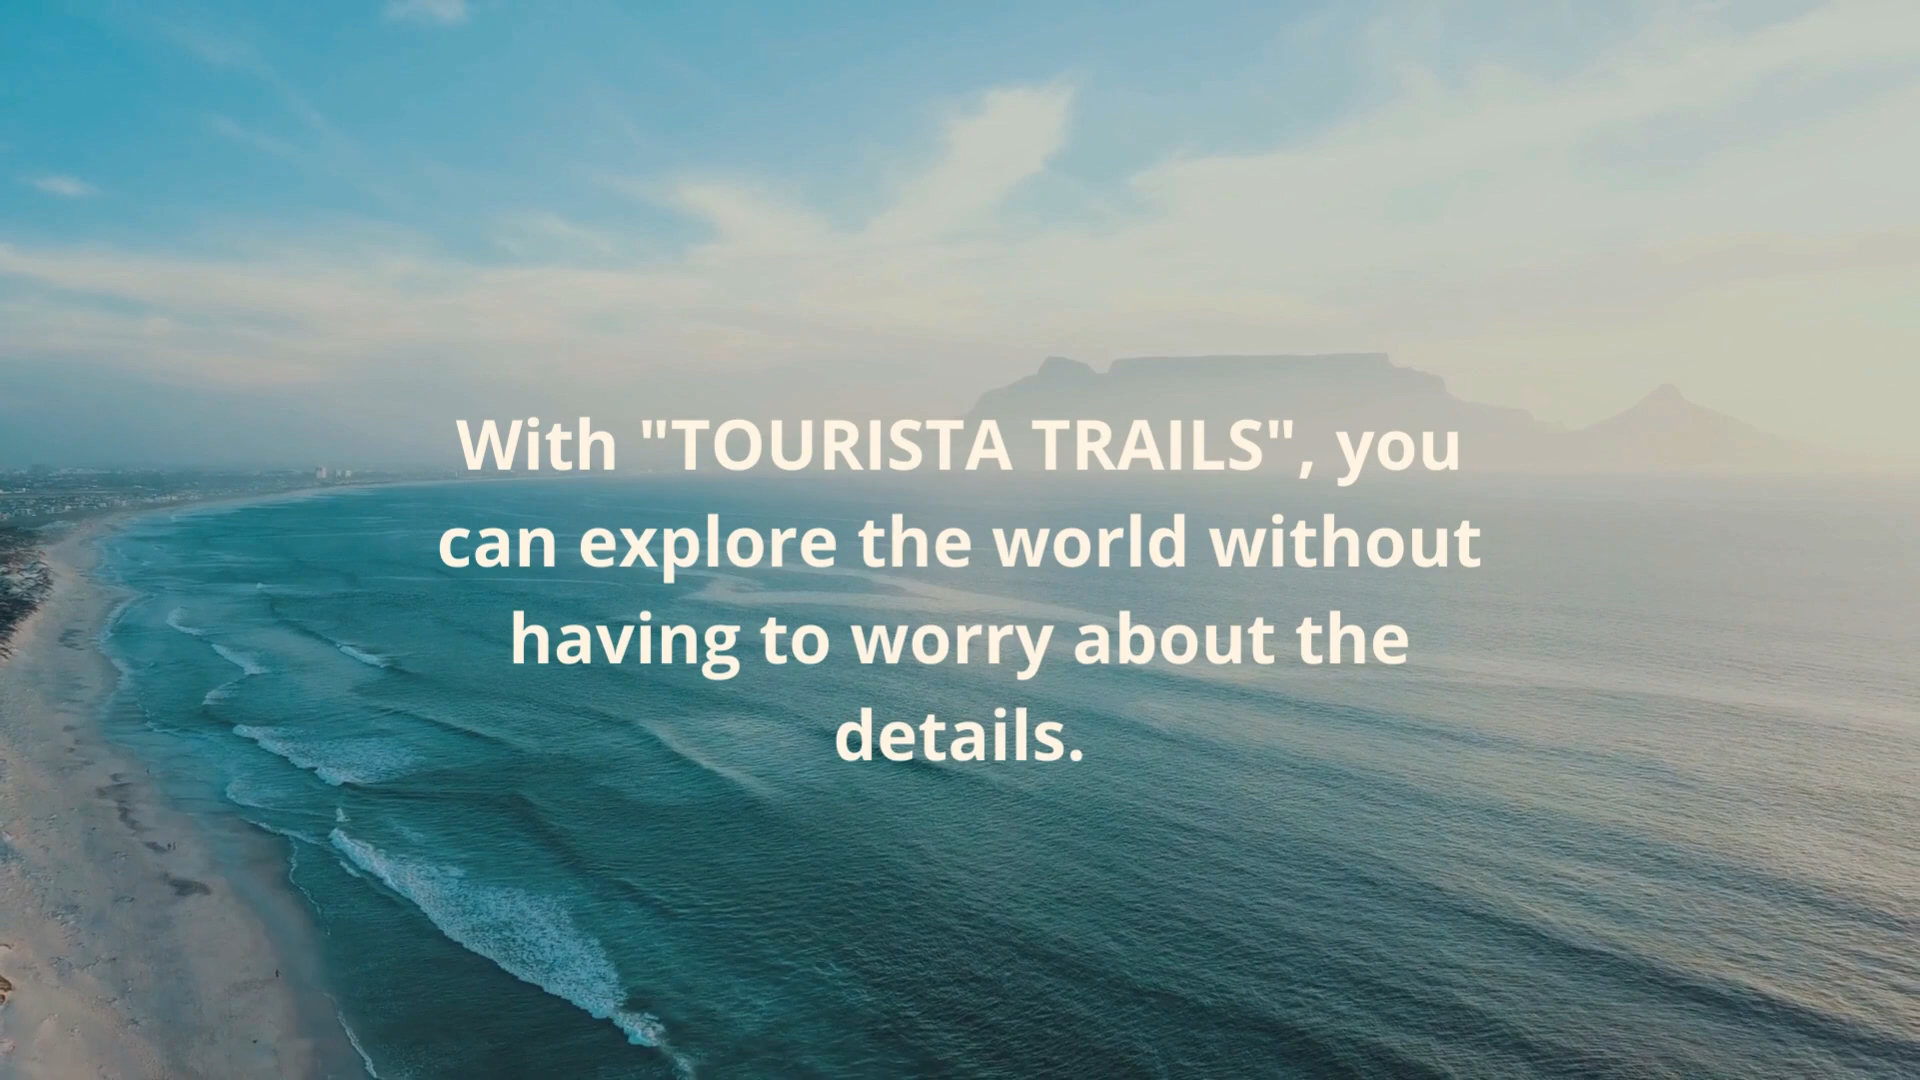 With "TOURISTA TRAILS", you
can explore the world without
having to worry about the
details.